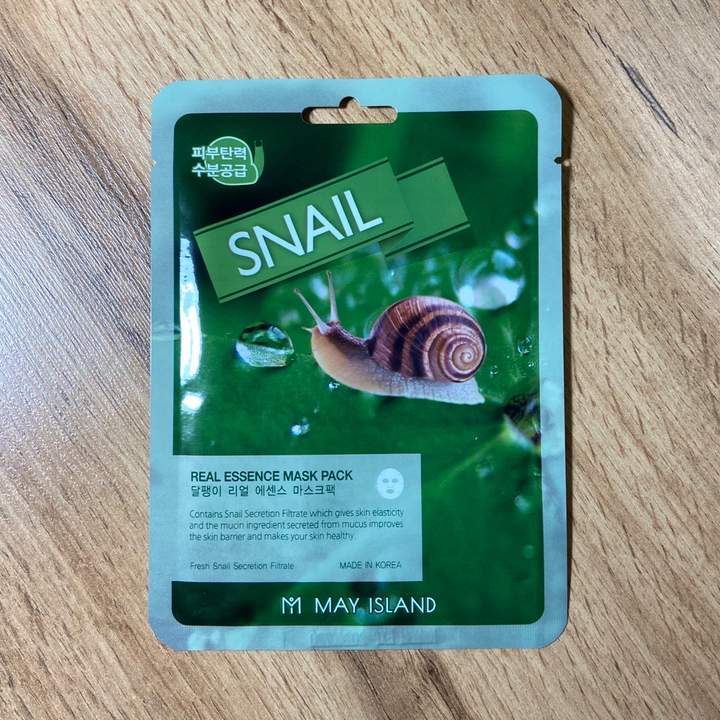 피부탄력
수분공급
SNAIL
REAL ESSENCE MASK PACK
달팽이 리얼 에센스 마스크팩
Contains Snail Secretion Filtrate which gives skin elasticity
and the mucin ingredient secreted from mucus improves
the skin barrier and makes your skin healthy.
Fresh Snail Secretion Filtrate MADE IN KOREA
MAY ISLAND